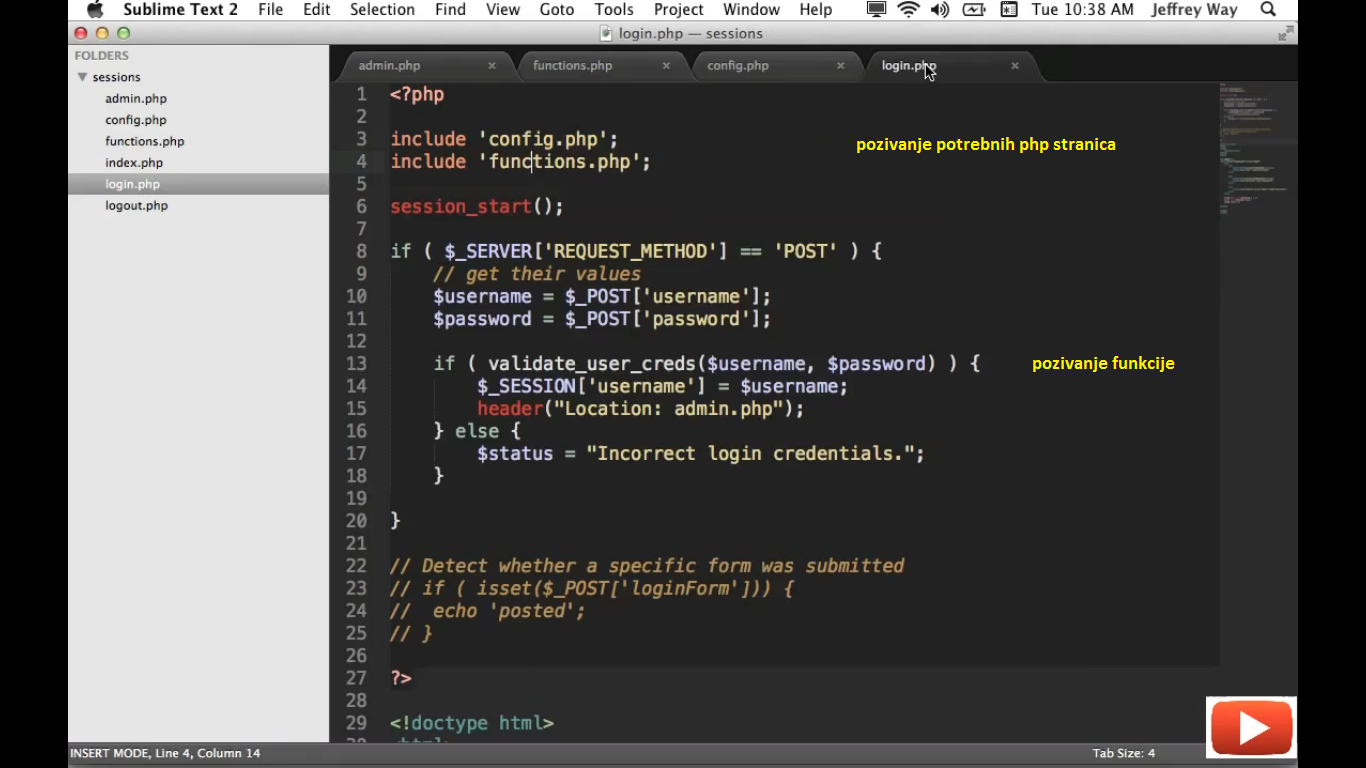 Sublime Text 2 File Edit Selection Find View Goto Tools Project Window Help Tue 10:38 AM Jeffrey Way
login.php — sessions
FOLDERS
sessions
admin.php
config.php
functions.php
index.php
login.php
logout.php
admin.php × functions.php × config.php × login.php ×
1 <?php
2
3 include 'config.php';
pozivanje potrebnih php stranica
4 include 'functions.php';
5
6 session_start();
7
8 if ( $_SERVER['REQUEST_METHOD'] == 'POST' ) {
9 // get their values
10 $username = $_POST['username'];
11 $password = $_POST['password'];
12
13 if ( validate_user_creds($username, $password) ) {
pozivanje funkcije
14 $_SESSION['username'] = $username;
15 header("Location: admin.php");
16 } else {
17 $status = "Incorrect login credentials.";
18 }
19
20 }
21
22 // Detect whether a specific form was submitted
23 // if ( isset($_POST['loginForm'])) {
24 // echo 'posted';
25 // }
26
27 ?>
28
29 <!doctype html>
INSERT MODE, Line 4, Column 14 Tab Size: 4